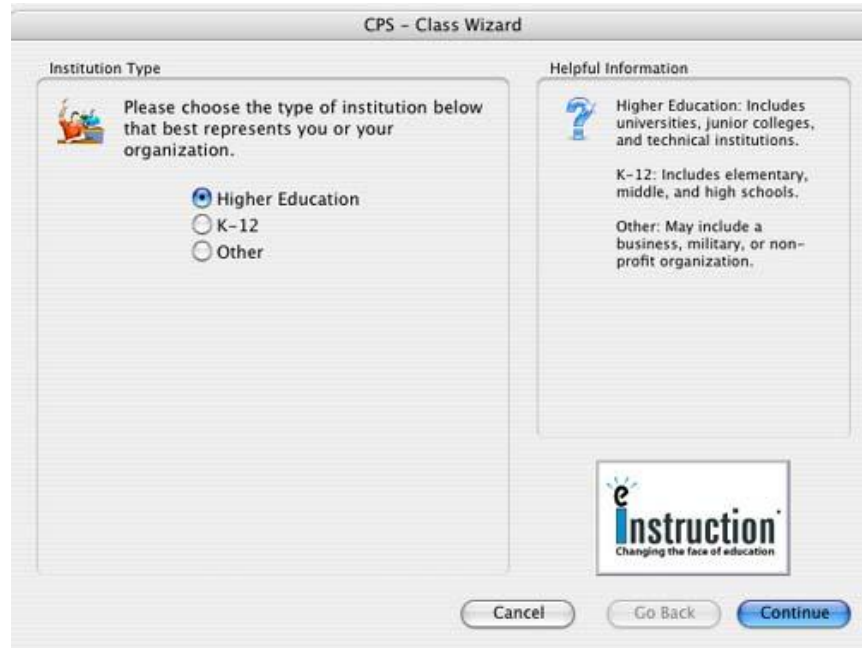 CPS – Class Wizard
Institution Type
Please choose the type of institution below
that best represents you or your
organization.
Higher Education
K–12
Other
Helpful Information
Higher Education: Includes
universities, junior colleges,
and technical institutions.
K–12: Includes elementary,
middle, and high schools.
Other: May include a
business, military, or non–
profit organization.
eInstruction
Changing the face of education
Cancel
Go Back
Continue